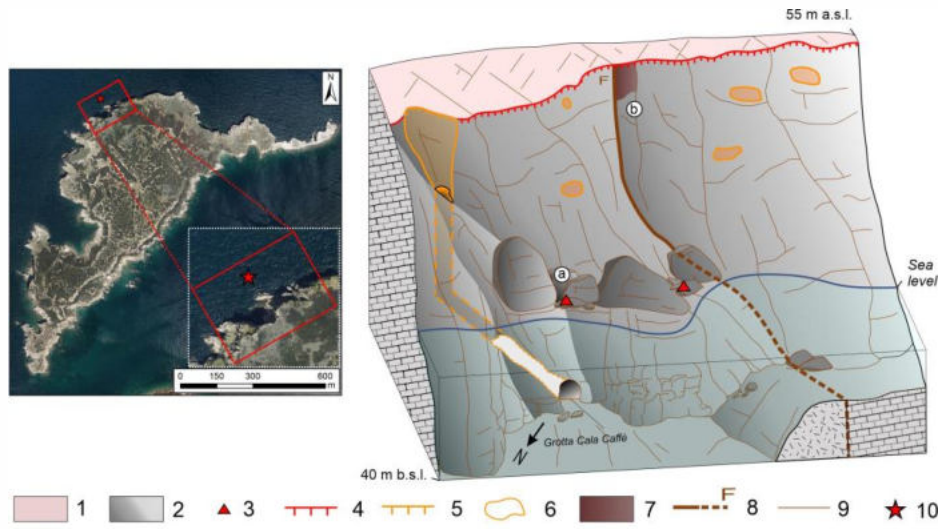 55 m a.s.l.
N
F
b
a
Sea
level
0 150 300 600
m
N
Grotta Cala Caffè
40 m b.s.l.
1 2 3 4 5 6 7 F 8 9 10